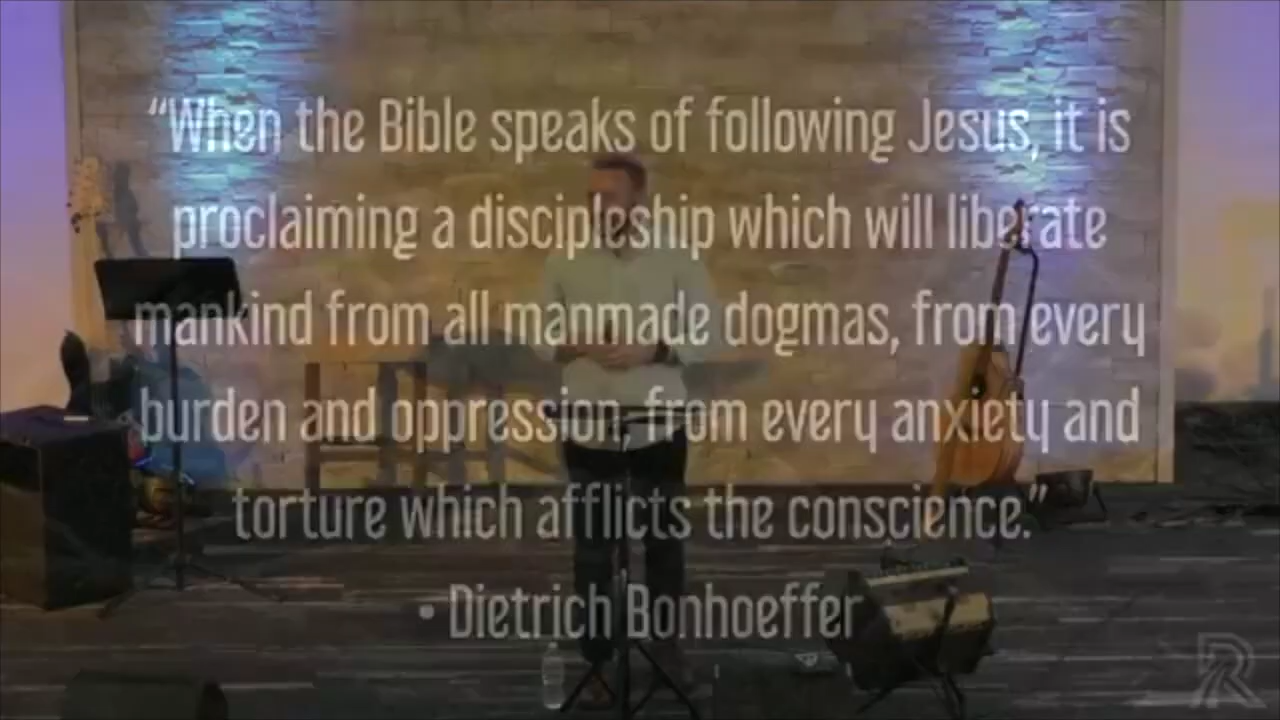 “When the Bible speaks of following Jesus, it is
proclaiming a discipleship which will liberate
mankind from all manmade dogmas, from every
burden and oppression, from every anxiety and
torture which afflicts the conscience.”
• Dietrich Bonhoeffer
R